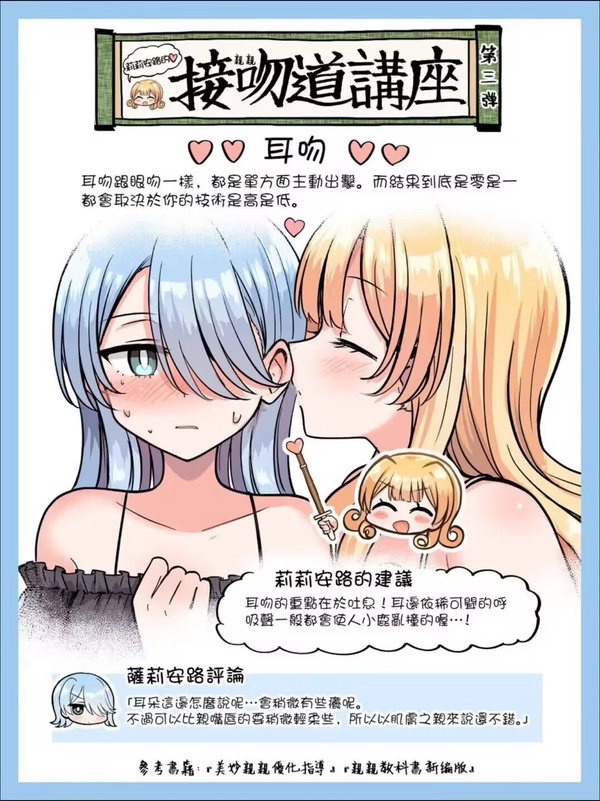 莉莉安路的♡
接吻道講座
親親
第三彈
耳吻
耳吻跟眼吻一樣，都是單方面主動出擊。而結果到底是零是一
都會取決於你的技術是高是低。
莉莉安路的建議
耳吻的重點在於吐息！耳邊依稀可聞的呼
吸聲一般都會使人小鹿亂撞的喔…！
薩莉安路評論
「耳朵這邊怎麼說呢…會稍微有些癢呢。
不過可以比親嘴唇的要稍微輕柔些，所以以肌膚之親來說還不錯。」
參考書籍：『美妙親親優化指導』『親親教科書新編版』